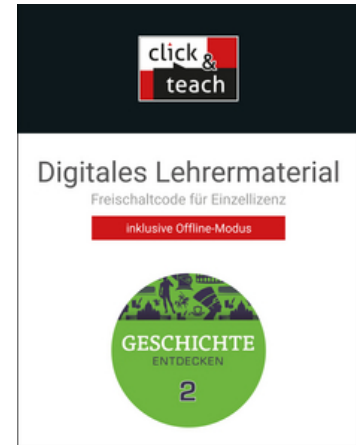 click &
teach
Digitales Lehrermaterial
Freischaltcode für Einzellizenz
inklusive Offline-Modus
GESCHICHTE
ENTDECKEN
2